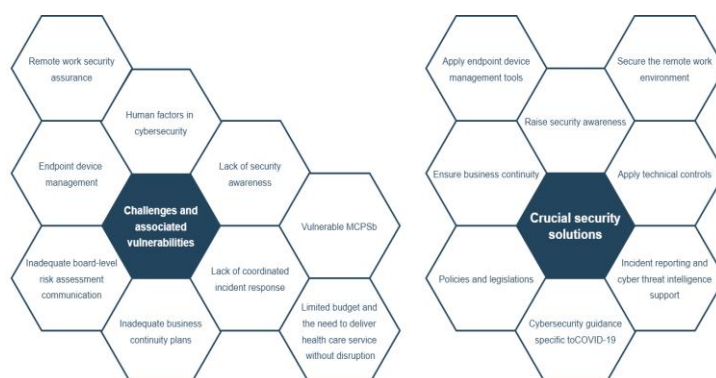 Remote work security
assurance
Human factors in
cybersecurity
Endpoint device
management
Lack of security
awareness
Challenges and
associated
vulnerabilities
Vulnerable MCPSb
Inadequate board-level
risk assessment
communication
Lack of coordinated
incident response
Inadequate business
continuity plans
Limited budget and
the need to deliver
health care service
without disruption
Apply endpoint device
management tools
Secure the remote work
environment
Raise security awareness
Ensure business continuity
Apply technical controls
Crucial security
solutions
Policies and legislations
Incident reporting and
cyber threat intelligence
support
Cybersecurity guidance
specific toCOVID-19